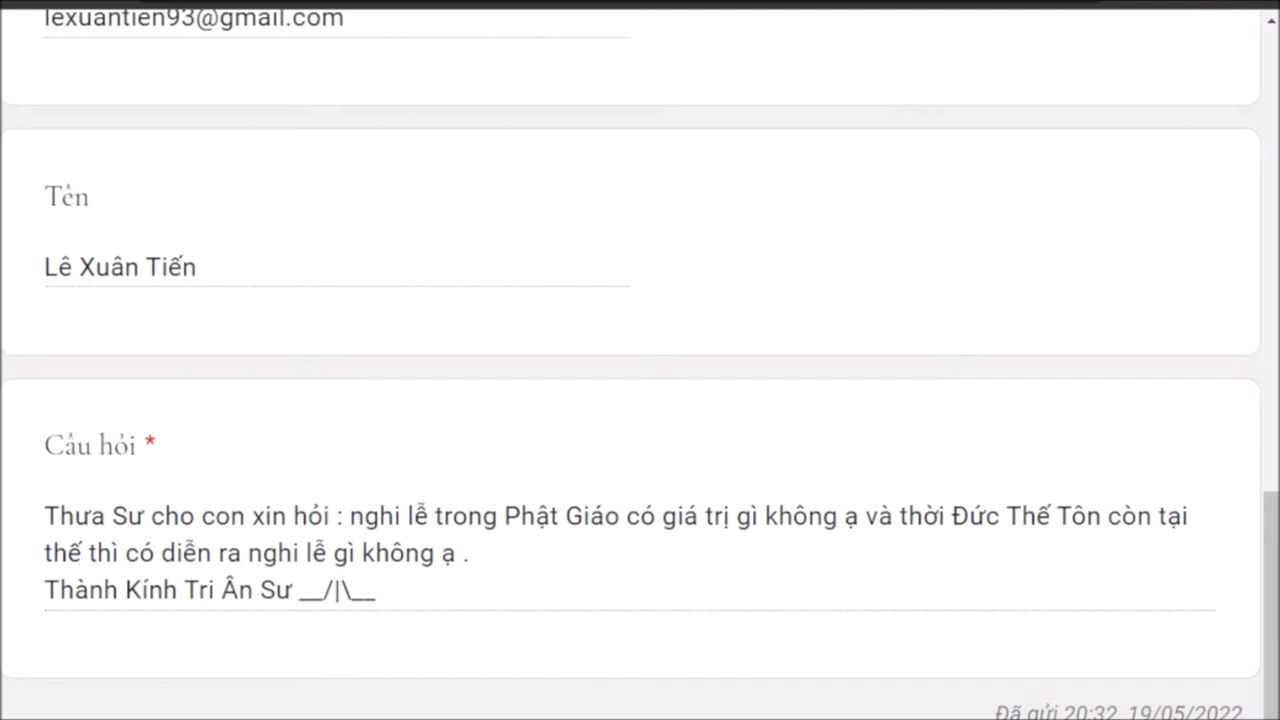 lexuantien93@gmail.com
Tên
Lê Xuân Tiến
Câu hỏi *
Thưa Sư cho con xin hỏi : nghi lễ trong Phật Giáo có giá trị gì không ạ và thời Đức Thế Tôn còn tại
thế thì có diễn ra nghi lễ gì không ạ .
Thành Kính Tri Ân Sư __/|\__
Đã gửi 20:32, 19/05/2022